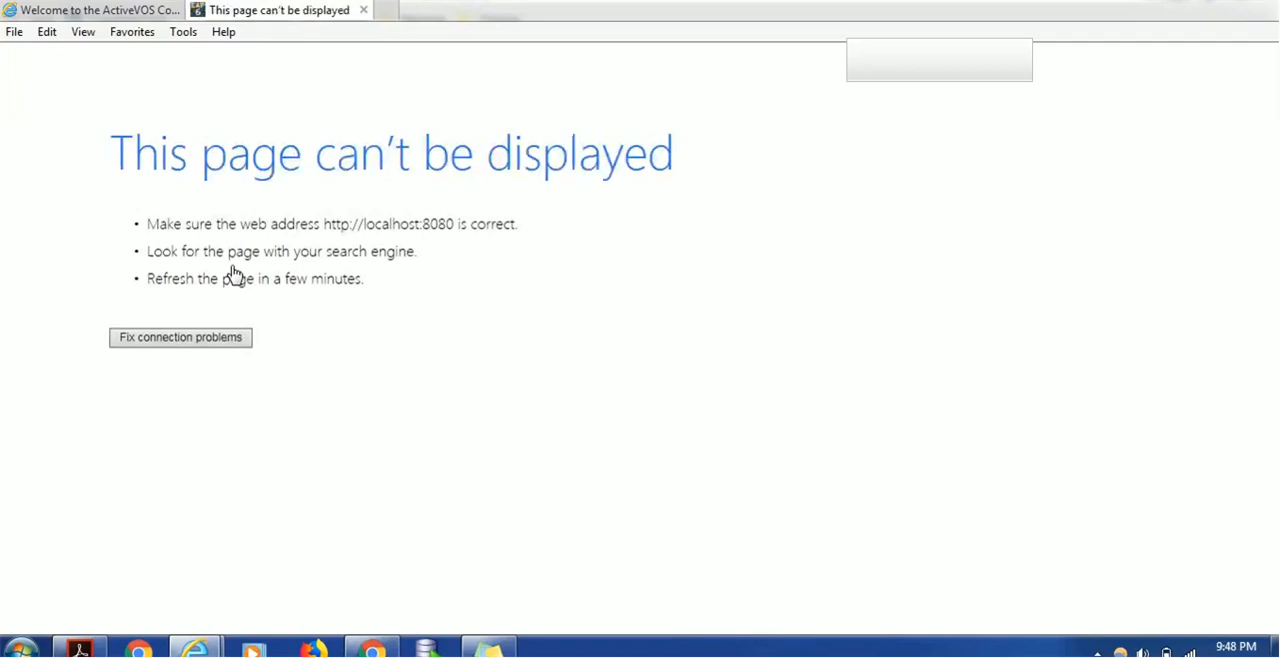 Welcome to the ActiveVOS Co... This page can't be displayed
File Edit View Favorites Tools Help
This page can't be displayed
• Make sure the web address http://localhost:8080 is correct.
• Look for the page with your search engine.
• Refresh the page in a few minutes.
Fix connection problems
9:48 PM